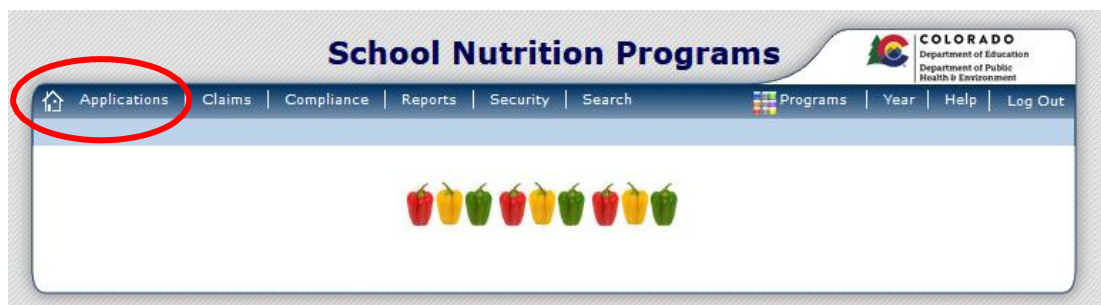 School Nutrition Programs
COLORADO
Department of Education
Department of Public
Health & Environment
Applications | Claims | Compliance | Reports | Security | Search
Programs | Year | Help | Log Out